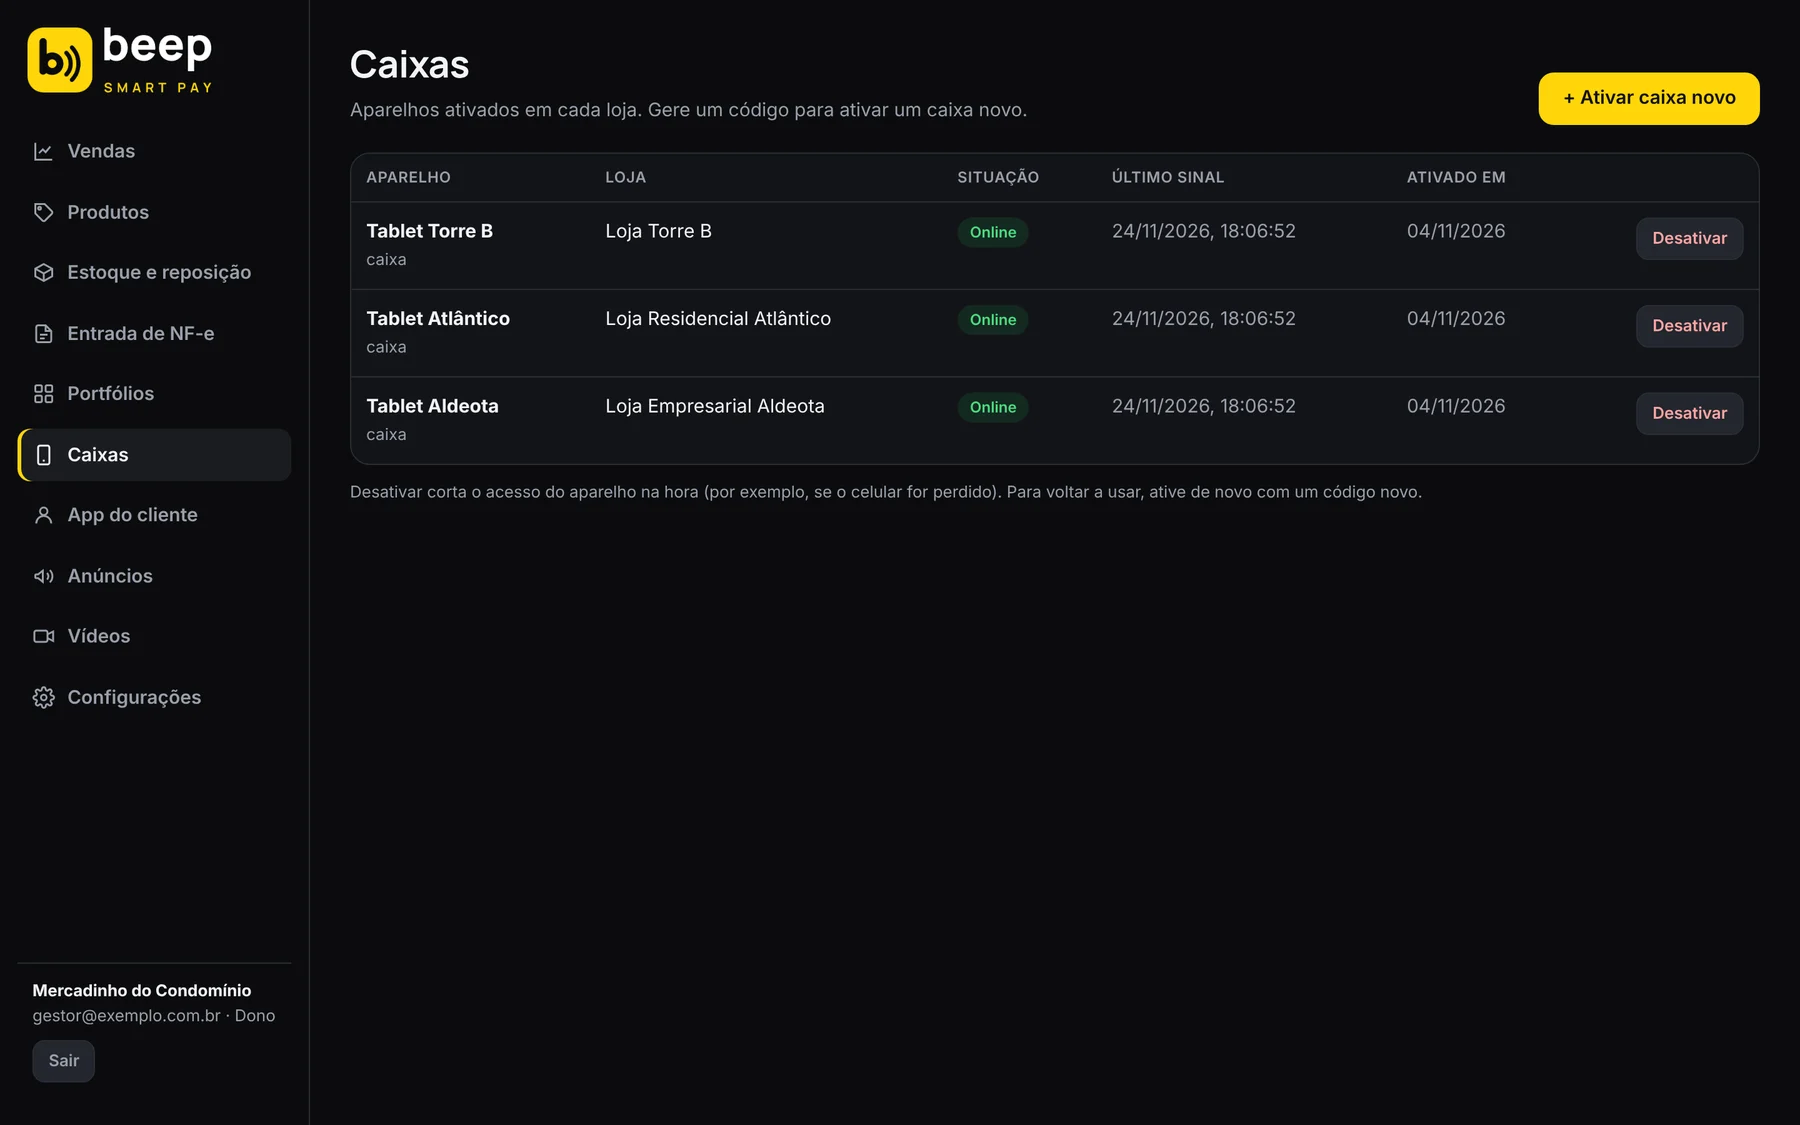 beep
SMART PAY
Vendas
Produtos
Estoque e reposição
Entrada de NF-e
Portfólios
Caixas
App do cliente
Anúncios
Vídeos
Configurações
Mercadinho do Condomínio
gestor@exemplo.com.br · Dono
Sair
Caixas
Aparelhos ativados em cada loja. Gere um código para ativar um caixa novo.
+ Ativar caixa novo
APARELHO LOJA SITUAÇÃO ÚLTIMO SINAL ATIVADO EM
Tablet Torre B Loja Torre B Online 24/11/2026, 18:06:52 04/11/2026 Desativar
caixa
Tablet Atlântico Loja Residencial Atlântico Online 24/11/2026, 18:06:52 04/11/2026 Desativar
caixa
Tablet Aldeota Loja Empresarial Aldeota Online 24/11/2026, 18:06:52 04/11/2026 Desativar
caixa
Desativar corta o acesso do aparelho na hora (por exemplo, se o celular for perdido). Para voltar a usar, ative de novo com um código novo.